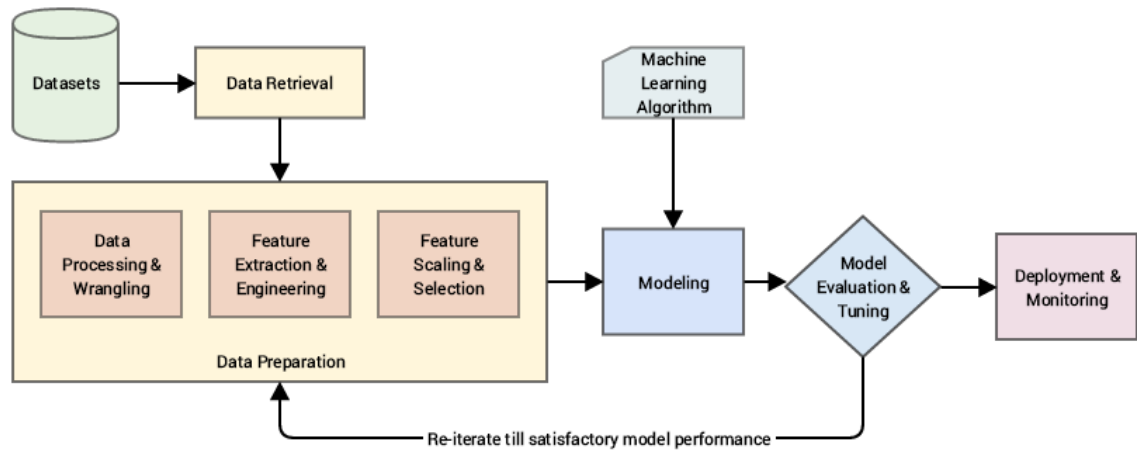 Datasets
Data Retrieval
Machine
Learning
Algorithm
Data
Processing &
Wrangling
Feature
Extraction &
Engineering
Feature
Scaling &
Selection
Data Preparation
Modeling
Model
Evaluation &
Tuning
Deployment &
Monitoring
Re-iterate till satisfactory model performance